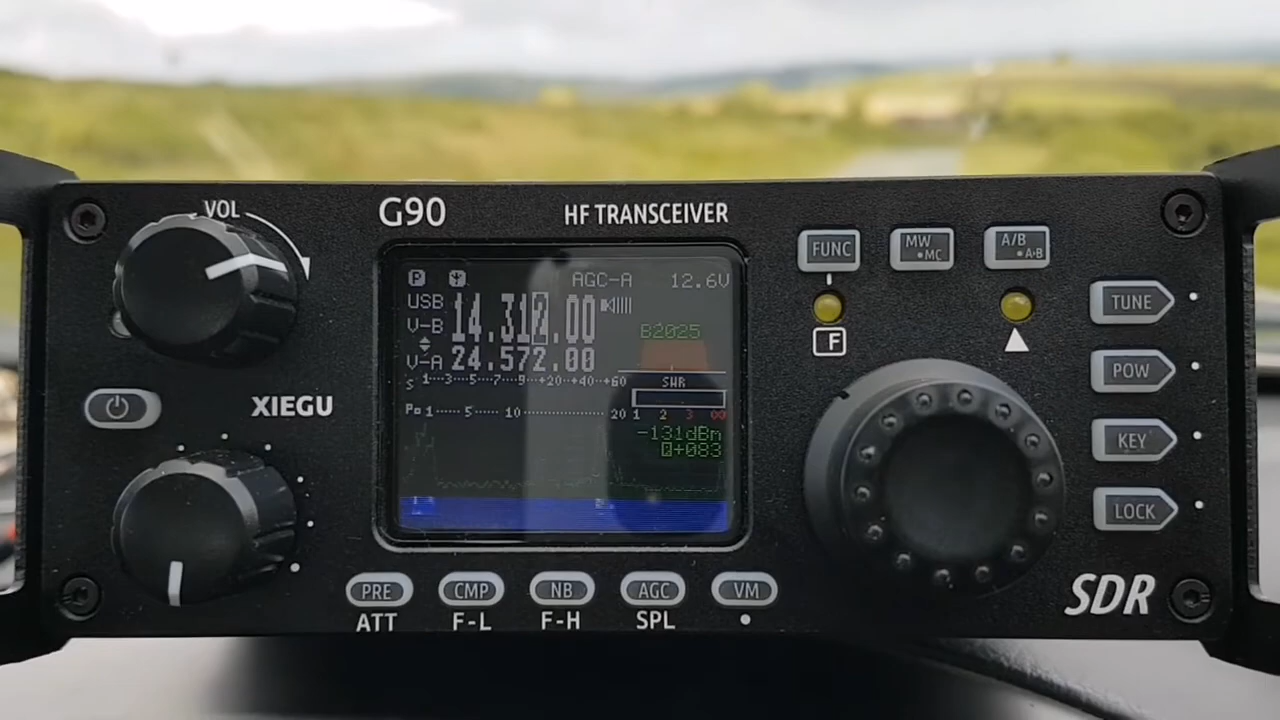 VOL
G90
HF TRANSCEIVER
FUNC
MW •MC
A/B •A›B
F
P
AGC-A 12.6V
USB 14.312.00
V-B
B2025
V-A 24.572.00
S 1 3 5 7 9 +20 +40 +60
SWR
Po 1 5 10 20
1 2 3 ∞
-131dBm
+083
TUNE
POW
KEY
LOCK
XIEGU
PRE
CMP
NB
AGC
VM
ATT
F-L
F-H
SPL
SDR